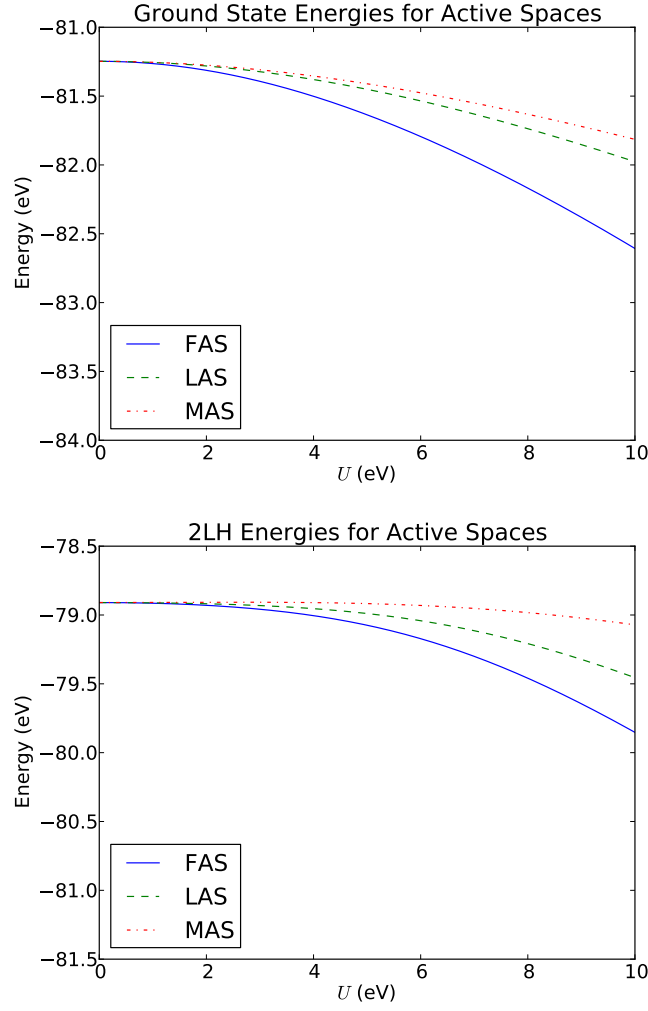 Ground State Energies for Active Spaces
−81.0
−81.5
−82.0
−82.5
−83.0
−83.5
−84.0
Energy (eV)
FAS
LAS
MAS
0 2 4 6 8 10
U (eV)
2LH Energies for Active Spaces
−78.5
−79.0
−79.5
−80.0
−80.5
−81.0
−81.5
Energy (eV)
FAS
LAS
MAS
0 2 4 6 8 10
U (eV)